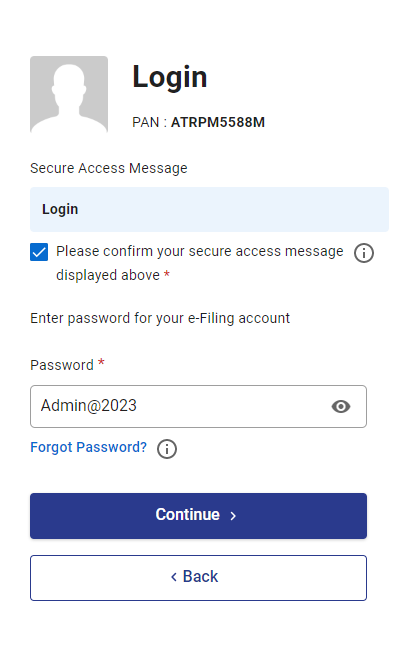 Login
PAN : ATRPM5588M
Secure Access Message
Login
Please confirm your secure access message
displayed above *
Enter password for your e-Filing account
Password *
Admin@2023
Forgot Password?
Continue >
< Back